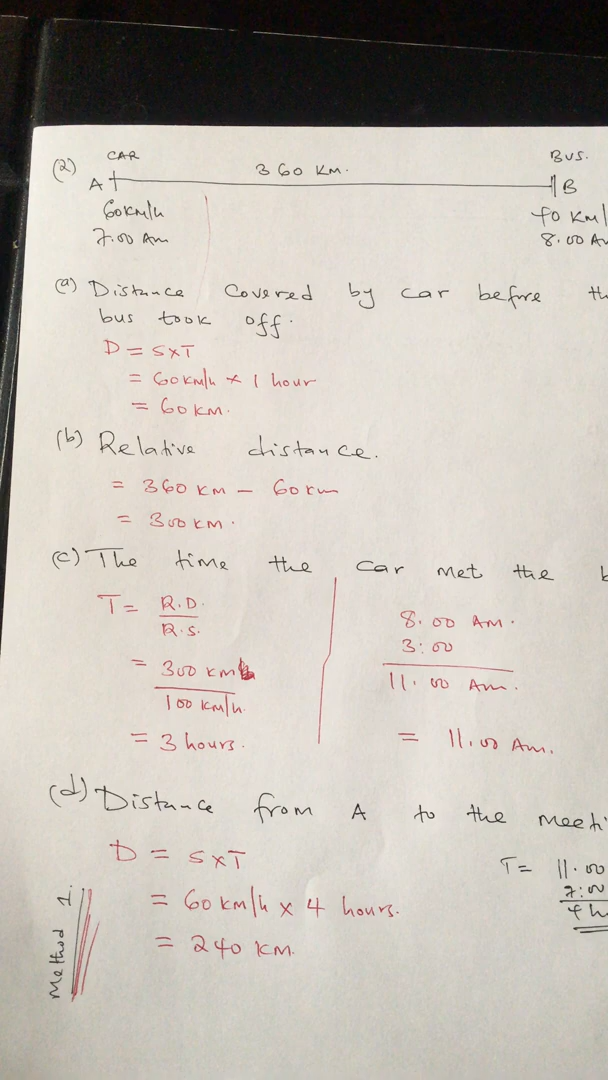 (2) CAR 360 KM. BUS.
A B
60KM/h 40 KM/
7.00 Am 8.00 A
(a) Distance covered by car before th
bus took off.
D = S×T
= 60KM/h × 1 hour
= 60 KM.
(b) Relative distance.
= 360 KM - 60 KM
= 300 KM.
(c) The time the car met the b
T = R.D.
R.S.
= 300 KM
100 KM/h.
= 3 hours.
8.00 AM.
3:00
11.00 Am.
= 11.00 Am.
(d) Distance from A to the meeti
D = S×T
= 60 KM/h × 4 hours.
= 240 KM.
T = 11.00
7:00
4 h
Method 1.